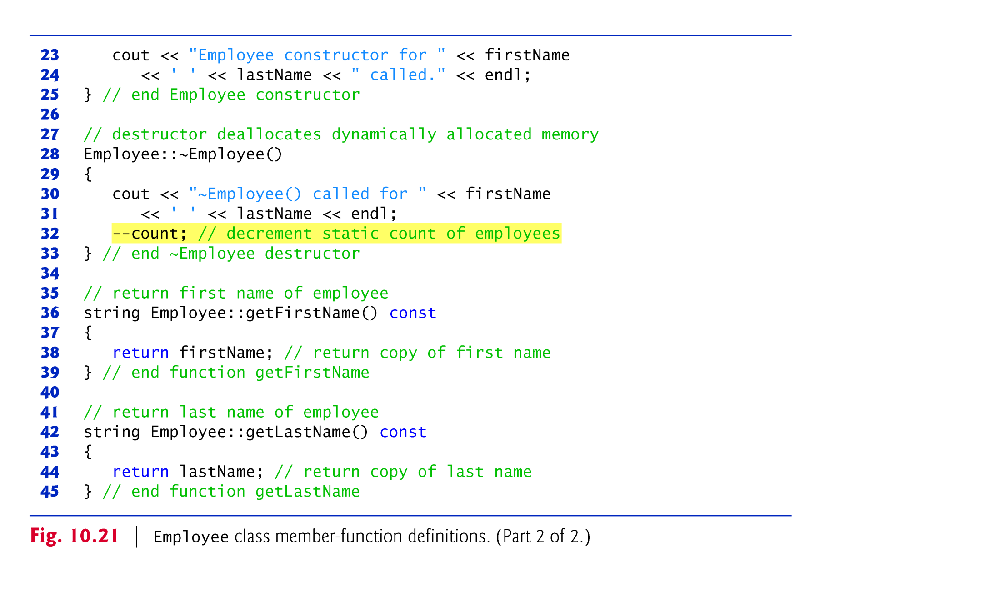 23    cout << "Employee constructor for " << firstName
24       << ' ' << lastName << " called." << endl;
25 } // end Employee constructor
26
27 // destructor deallocates dynamically allocated memory
28 Employee::~Employee()
29 {
30    cout << "~Employee() called for " << firstName
31       << ' ' << lastName << endl;
32    --count; // decrement static count of employees
33 } // end ~Employee destructor
34
35 // return first name of employee
36 string Employee::getFirstName() const
37 {
38    return firstName; // return copy of first name
39 } // end function getFirstName
40
41 // return last name of employee
42 string Employee::getLastName() const
43 {
44    return lastName; // return copy of last name
45 } // end function getLastName
Fig. 10.21 | Employee class member-function definitions. (Part 2 of 2.)